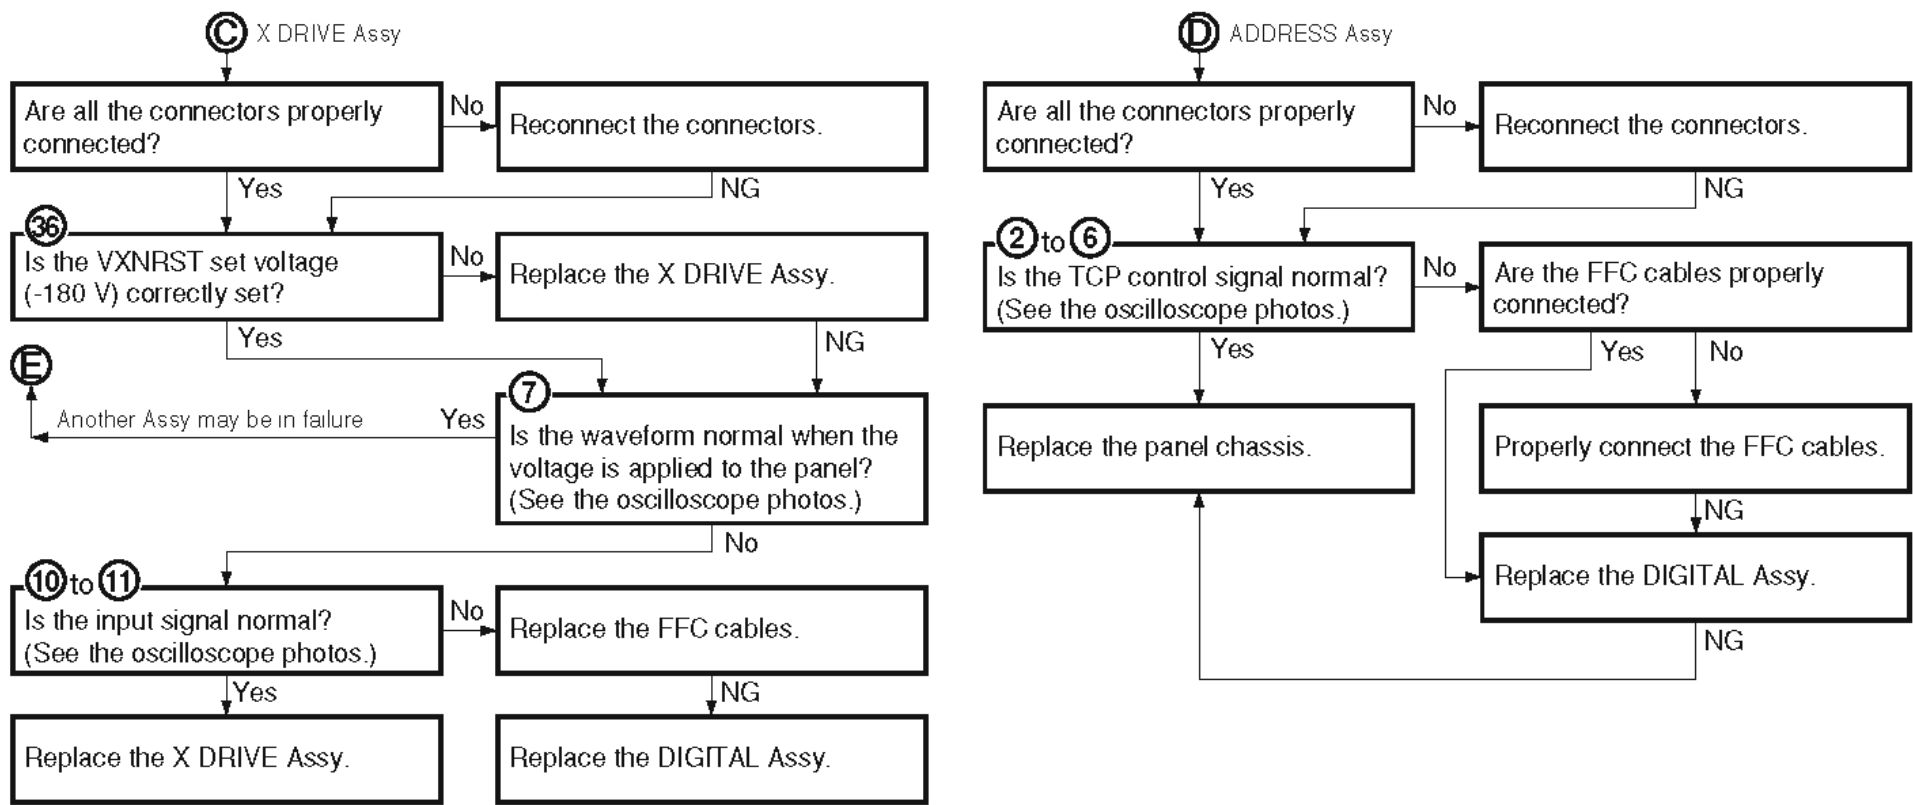 C X DRIVE Assy
Are all the connectors properly
connected?
No
Reconnect the connectors.
Yes
NG
36
Is the VXNRST set voltage
(-180 V) correctly set?
No
Replace the X DRIVE Assy.
Yes
NG
E
Another Assy may be in failure
Yes
7
Is the waveform normal when the
voltage is applied to the panel?
(See the oscilloscope photos.)
No
10 to 11
Is the input signal normal?
(See the oscilloscope photos.)
No
Replace the FFC cables.
Yes
NG
Replace the X DRIVE Assy.
Replace the DIGITAL Assy.
D ADDRESS Assy
Are all the connectors properly
connected?
No
Reconnect the connectors.
Yes
NG
2 to 6
Is the TCP control signal normal?
(See the oscilloscope photos.)
No
Are the FFC cables properly
connected?
Yes
Yes
No
Replace the panel chassis.
Properly connect the FFC cables.
NG
Replace the DIGITAL Assy.
NG